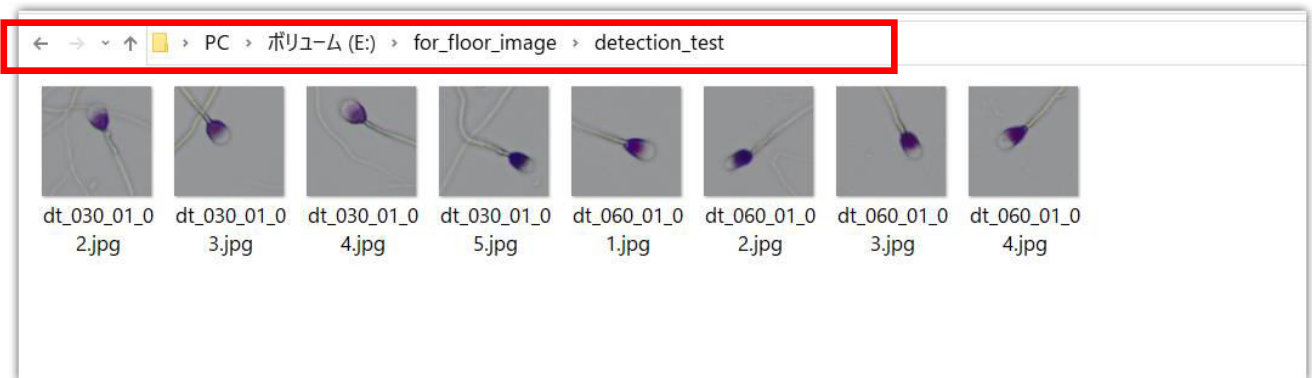 PC › ボリューム (E:) › for_floor_image › detection_test
dt_030_01_0 dt_030_01_0 dt_030_01_0 dt_030_01_0 dt_060_01_0 dt_060_01_0 dt_060_01_0 dt_060_01_0
2.jpg 3.jpg 4.jpg 5.jpg 1.jpg 2.jpg 3.jpg 4.jpg